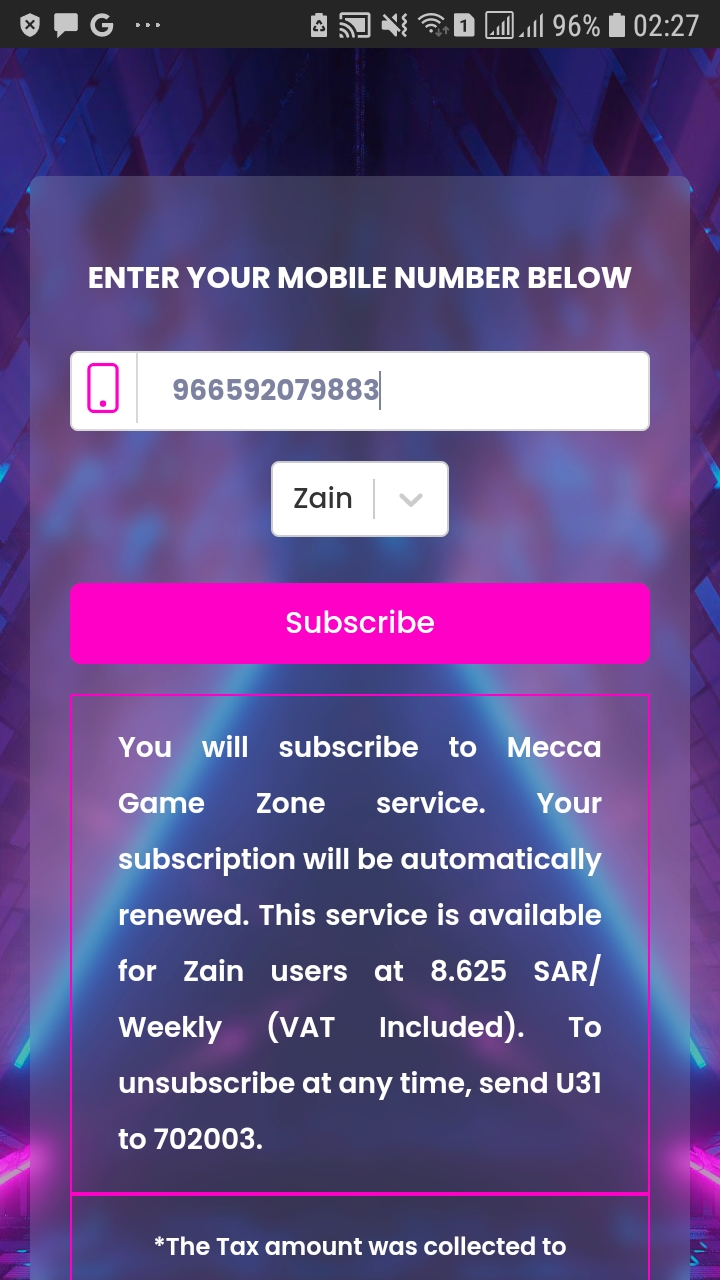 96% 02:27
ENTER YOUR MOBILE NUMBER BELOW
966592079883
Zain
Subscribe
You will subscribe to Mecca
Game Zone service. Your
subscription will be automatically
renewed. This service is available
for Zain users at 8.625 SAR/
Weekly (VAT Included). To
unsubscribe at any time, send U31
to 702003.
*The Tax amount was collected to